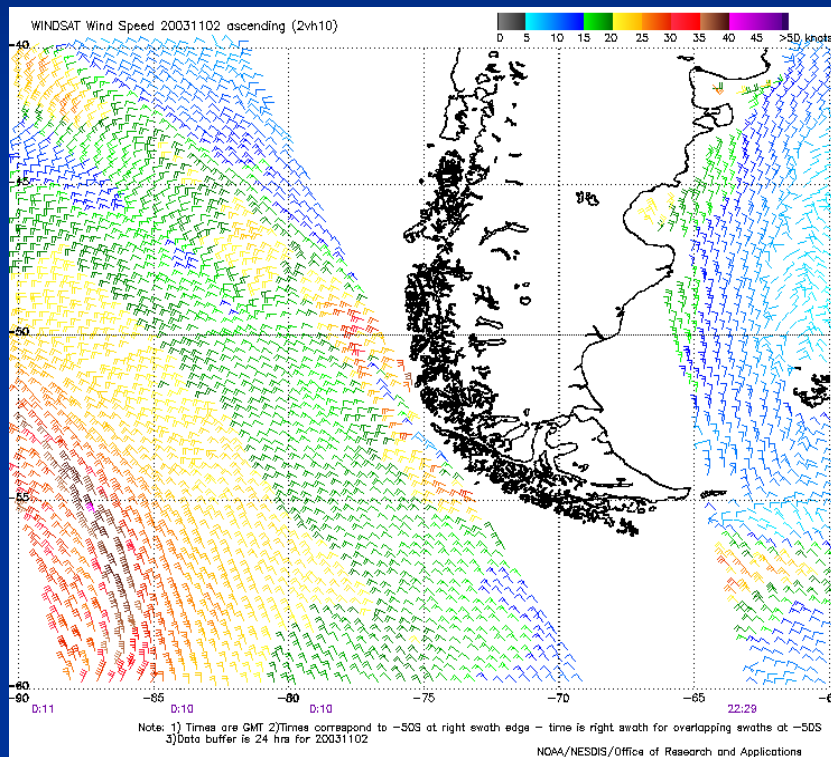 WINDSAT Wind Speed 20031102 ascending (2vh10)
0 5 10 15 20 25 30 35 40 45 >50 knots
-40
-45
-50
-55
-60
-90 -85 -80 -75 -70 -65 -6
D:11 D:10 D:10 22:29
Note: 1) Times are GMT 2)Times correspond to -50S at right swath edge - time is right swath for overlapping swaths at -50S
3)Data buffer is 24 hrs for 20031102
NOAA/NESDIS/Office of Research and Applications